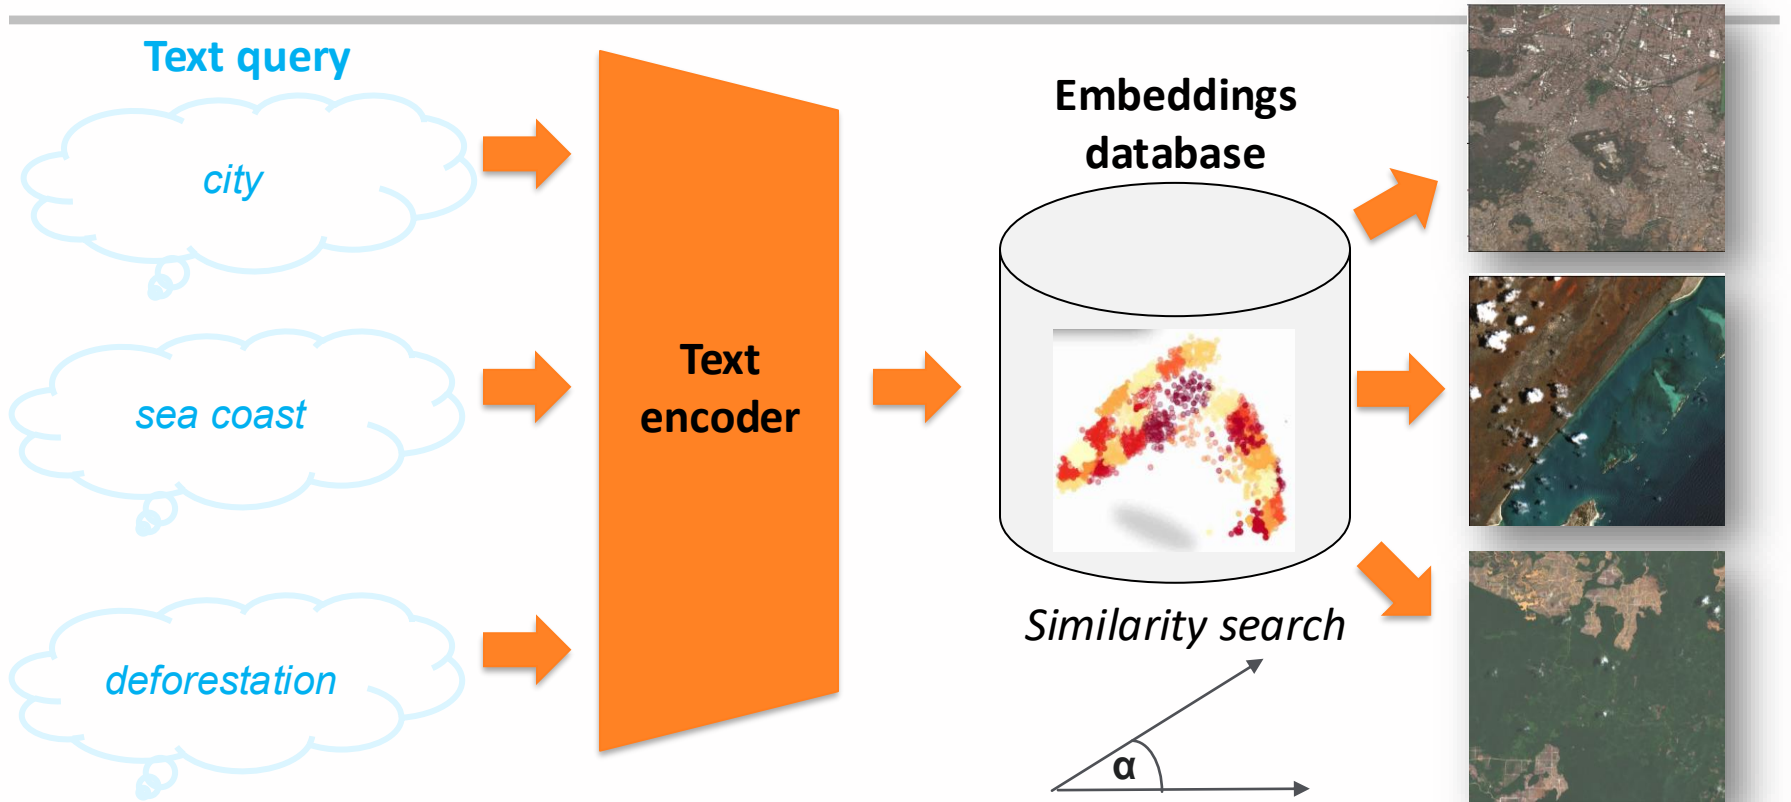 Text query
city
sea coast
deforestation
Text
encoder
Embeddings
database
Similarity search
α